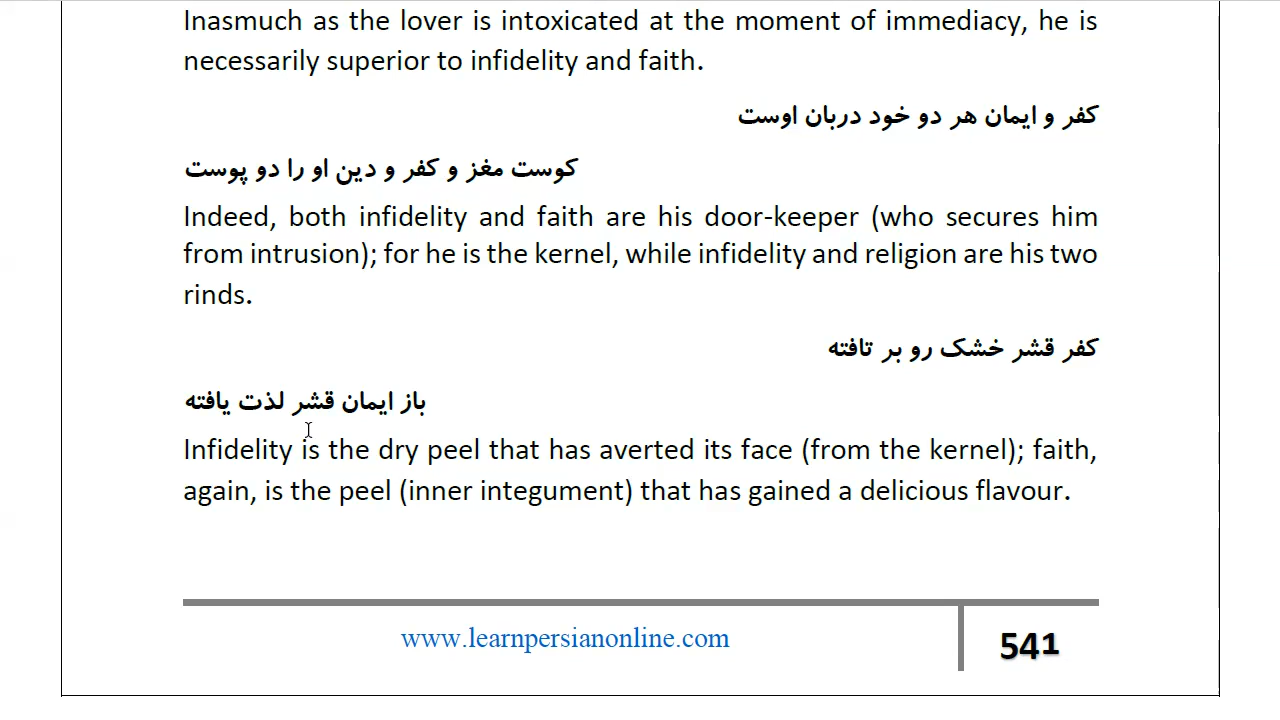 Inasmuch as the lover is intoxicated at the moment of immediacy, he is
necessarily superior to infidelity and faith.
کفر و ایمان هر دو خود دربان اوست
کوست مغز و کفر و دین او را دو پوست
Indeed, both infidelity and faith are his door-keeper (who secures him
from intrusion); for he is the kernel, while infidelity and religion are his two
rinds.
کفر قشر خشک رو بر تافته
باز ایمان قشر لذت یافته
Infidelity is the dry peel that has averted its face (from the kernel); faith,
again, is the peel (inner integument) that has gained a delicious flavour.
www.learnpersianonline.com
541